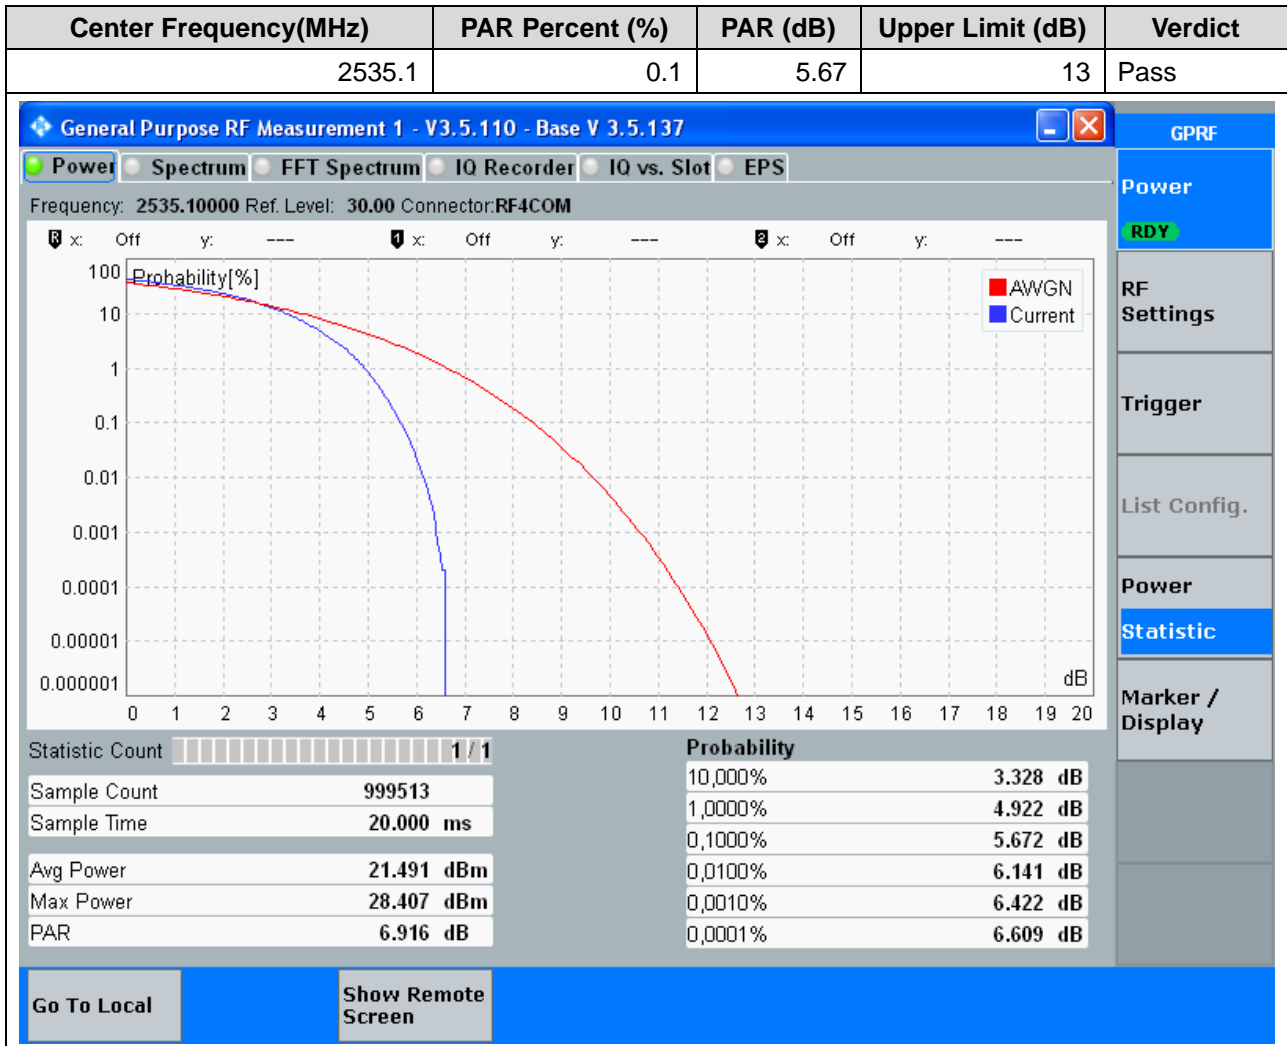 Center Frequency(MHz) PAR Percent (%) PAR (dB) Upper Limit (dB) Verdict
2535.1 0.1 5.67 13 Pass
General Purpose RF Measurement 1 - V3.5.110 - Base V 3.5.137
GPRF
Power Spectrum FFT Spectrum IQ Recorder IQ vs. Slot EPS
Power
RDY
Frequency: 2535.10000 Ref. Level: 30.00 Connector:RF4COM
R x: Off y: --- 1 x: Off y: --- 2 x: Off y: ---
100 Probability[%]
AWGN
Current
10
1
0.1
0.01
0.001
0.0001
0.00001
0.000001
dB
0 1 2 3 4 5 6 7 8 9 10 11 12 13 14 15 16 17 18 19 20
RF
Settings
Trigger
List Config.
Power
Statistic
Marker /
Display
Statistic Count 1 / 1
Sample Count 999513
Sample Time 20.000 ms
Avg Power 21.491 dBm
Max Power 28.407 dBm
PAR 6.916 dB
Probability
10,000% 3.328 dB
1,0000% 4.922 dB
0,1000% 5.672 dB
0,0100% 6.141 dB
0,0010% 6.422 dB
0,0001% 6.609 dB
Go To Local
Show Remote
Screen